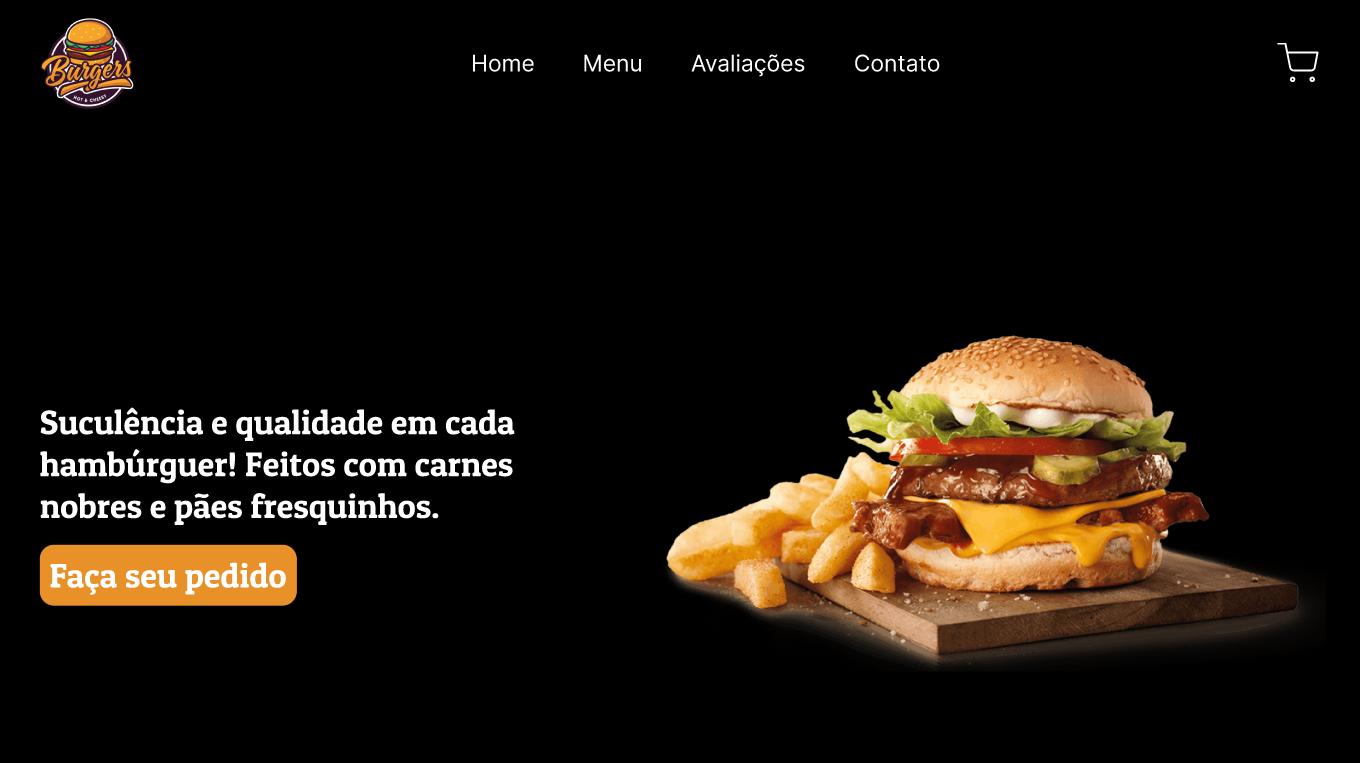 Burgers
HOT & CHEESY
Home Menu Avaliações Contato
Suculência e qualidade em cada
hambúrguer! Feitos com carnes
nobres e pães fresquinhos.
Faça seu pedido